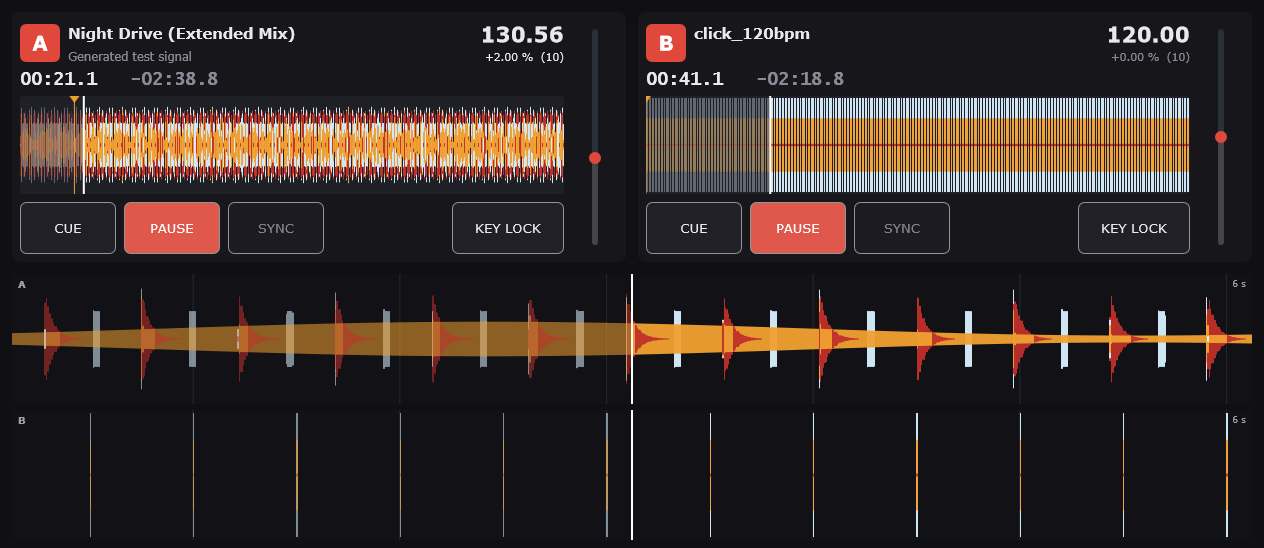 A
Night Drive (Extended Mix)
130.56
Generated test signal
+2.00 % (10)
00:21.1
-02:38.8
CUE
PAUSE
SYNC
KEY LOCK
B
click_120bpm
120.00
+0.00 % (10)
00:41.1
-02:18.8
CUE
PAUSE
SYNC
KEY LOCK
A
6 s
B
6 s